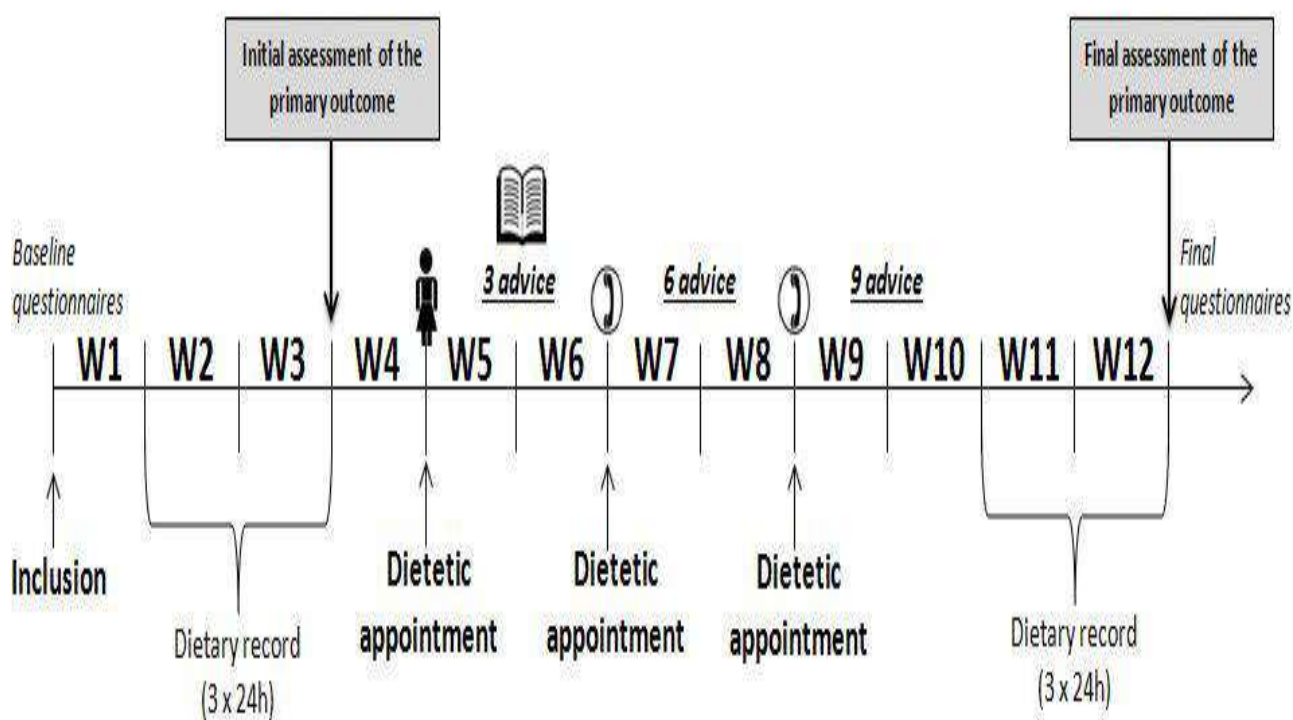 Initial assessment of the
primary outcome
Final assessment of the
primary outcome
Baseline
questionnaires
3 advice
6 advice
9 advice
Final
questionnaires
W1 W2 W3 W4 W5 W6 W7 W8 W9 W10 W11 W12
Inclusion
Dietary record
(3 x 24h)
Dietetic
appointment
Dietetic
appointment
Dietetic
appointment
Dietary record
(3 x 24h)